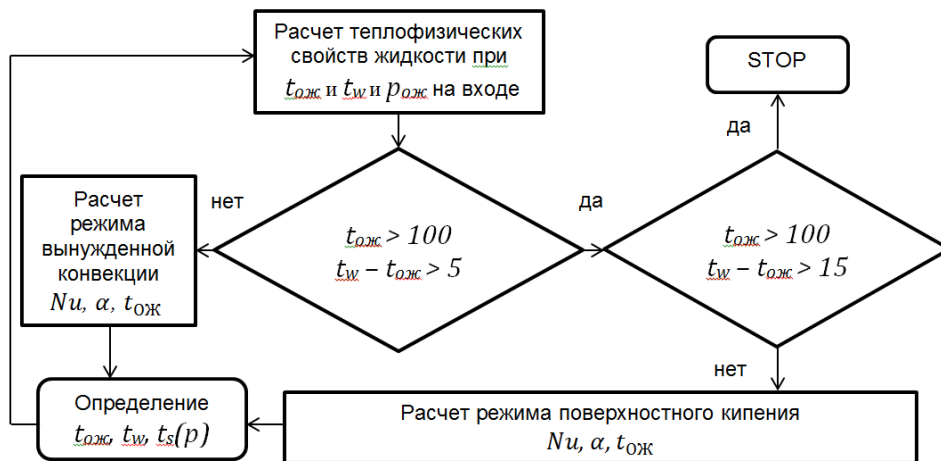 Расчет теплофизических
свойств жидкости при
tож и tw и pож на входе
STOP
да
нет
да
Расчет
режима
вынужденной
конвекции
Nu, α, tОЖ
tож > 100
tw − tож > 5
tож > 100
tw − tож > 15
нет
Определение
tож, tw, ts(p)
Расчет режима поверхностного кипения
Nu, α, tОЖ